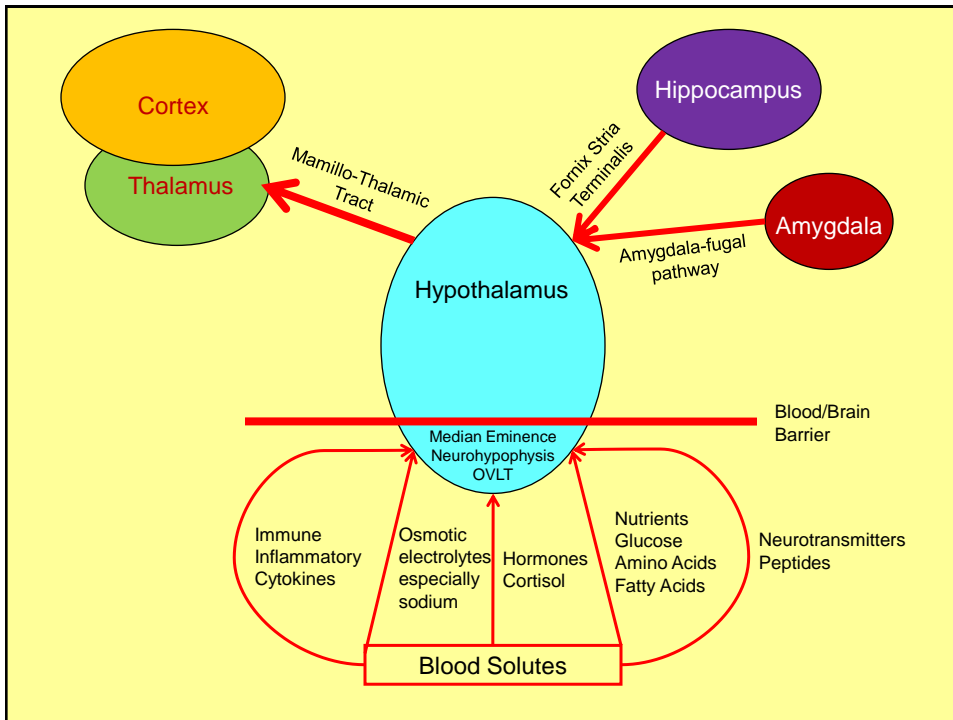 Cortex
Thalamus
Mamillo-Thalamic
Tract
Hippocampus
Fornix Stria
Terminalis
Amygdala
Amygdala-fugal
pathway
Hypothalamus
Blood/Brain
Barrier
Median Eminence
Neurohypophysis
OVLT
Immune
Inflammatory
Cytokines
Osmotic
electrolytes
especially
sodium
Hormones
Cortisol
Nutrients
Glucose
Amino Acids
Fatty Acids
Neurotransmitters
Peptides
Blood Solutes